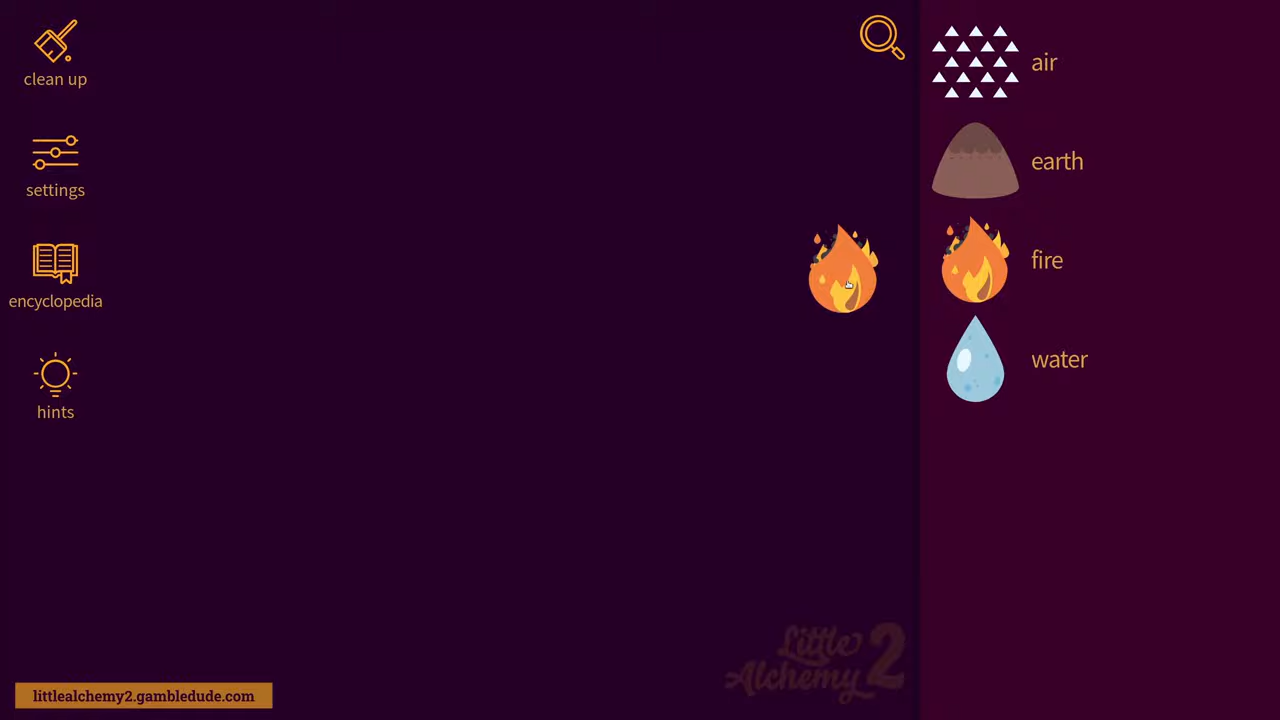 clean up
settings
encyclopedia
hints
air
earth
fire
water
Little
Alchemy 2
littlealchemy2.gambledude.com